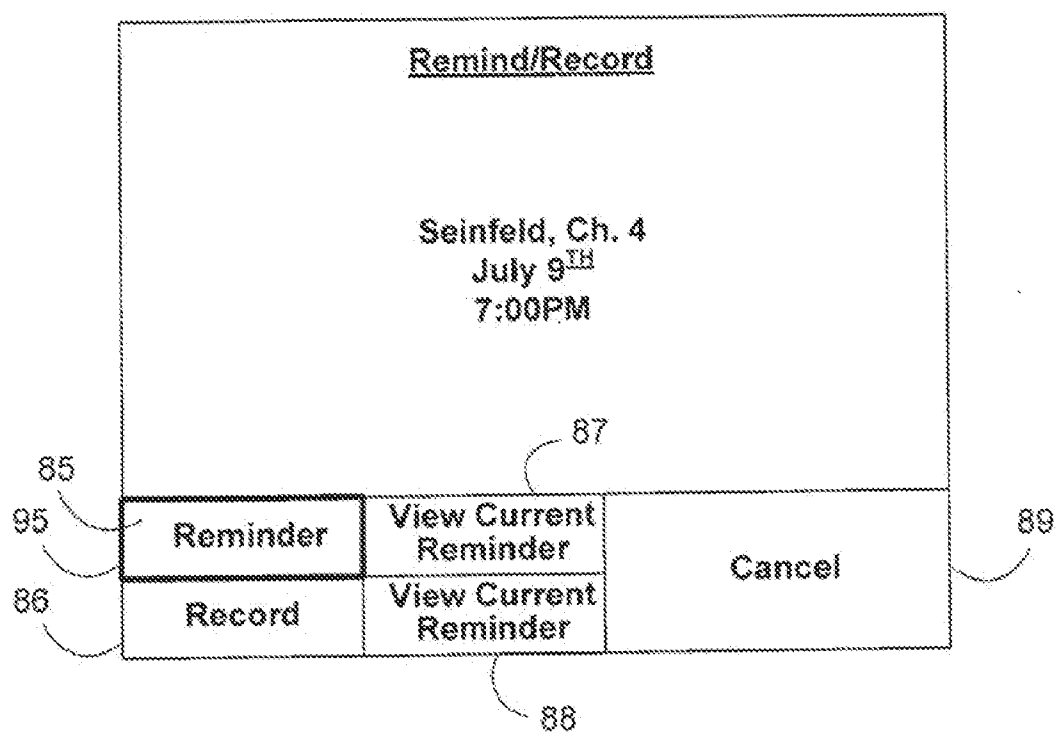 Remind/Record
Seinfeld, Ch. 4
July 9TH
7:00PM
87
85
95
86
Reminder
Record
View Current
Reminder
View Current
Reminder
Cancel
89
88